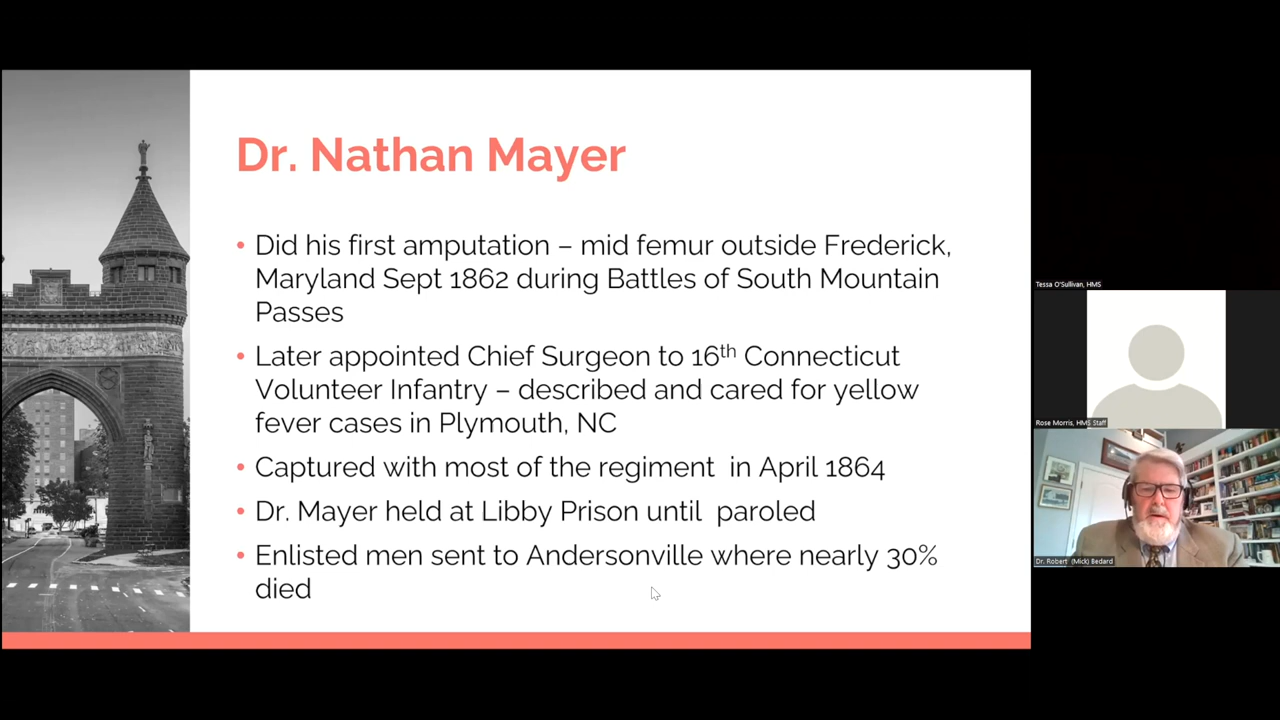 Dr. Nathan Mayer
• Did his first amputation – mid femur outside Frederick,
Maryland Sept 1862 during Battles of South Mountain
Passes
• Later appointed Chief Surgeon to 16th Connecticut
Volunteer Infantry – described and cared for yellow
fever cases in Plymouth, NC
• Captured with most of the regiment  in April 1864
• Dr. Mayer held at Libby Prison until  paroled
• Enlisted men sent to Andersonville where nearly 30%
died
Tessa O'Sullivan, HMS
Rose Morris, HMS Staff
Dr. Robert  (Mick) Bedard